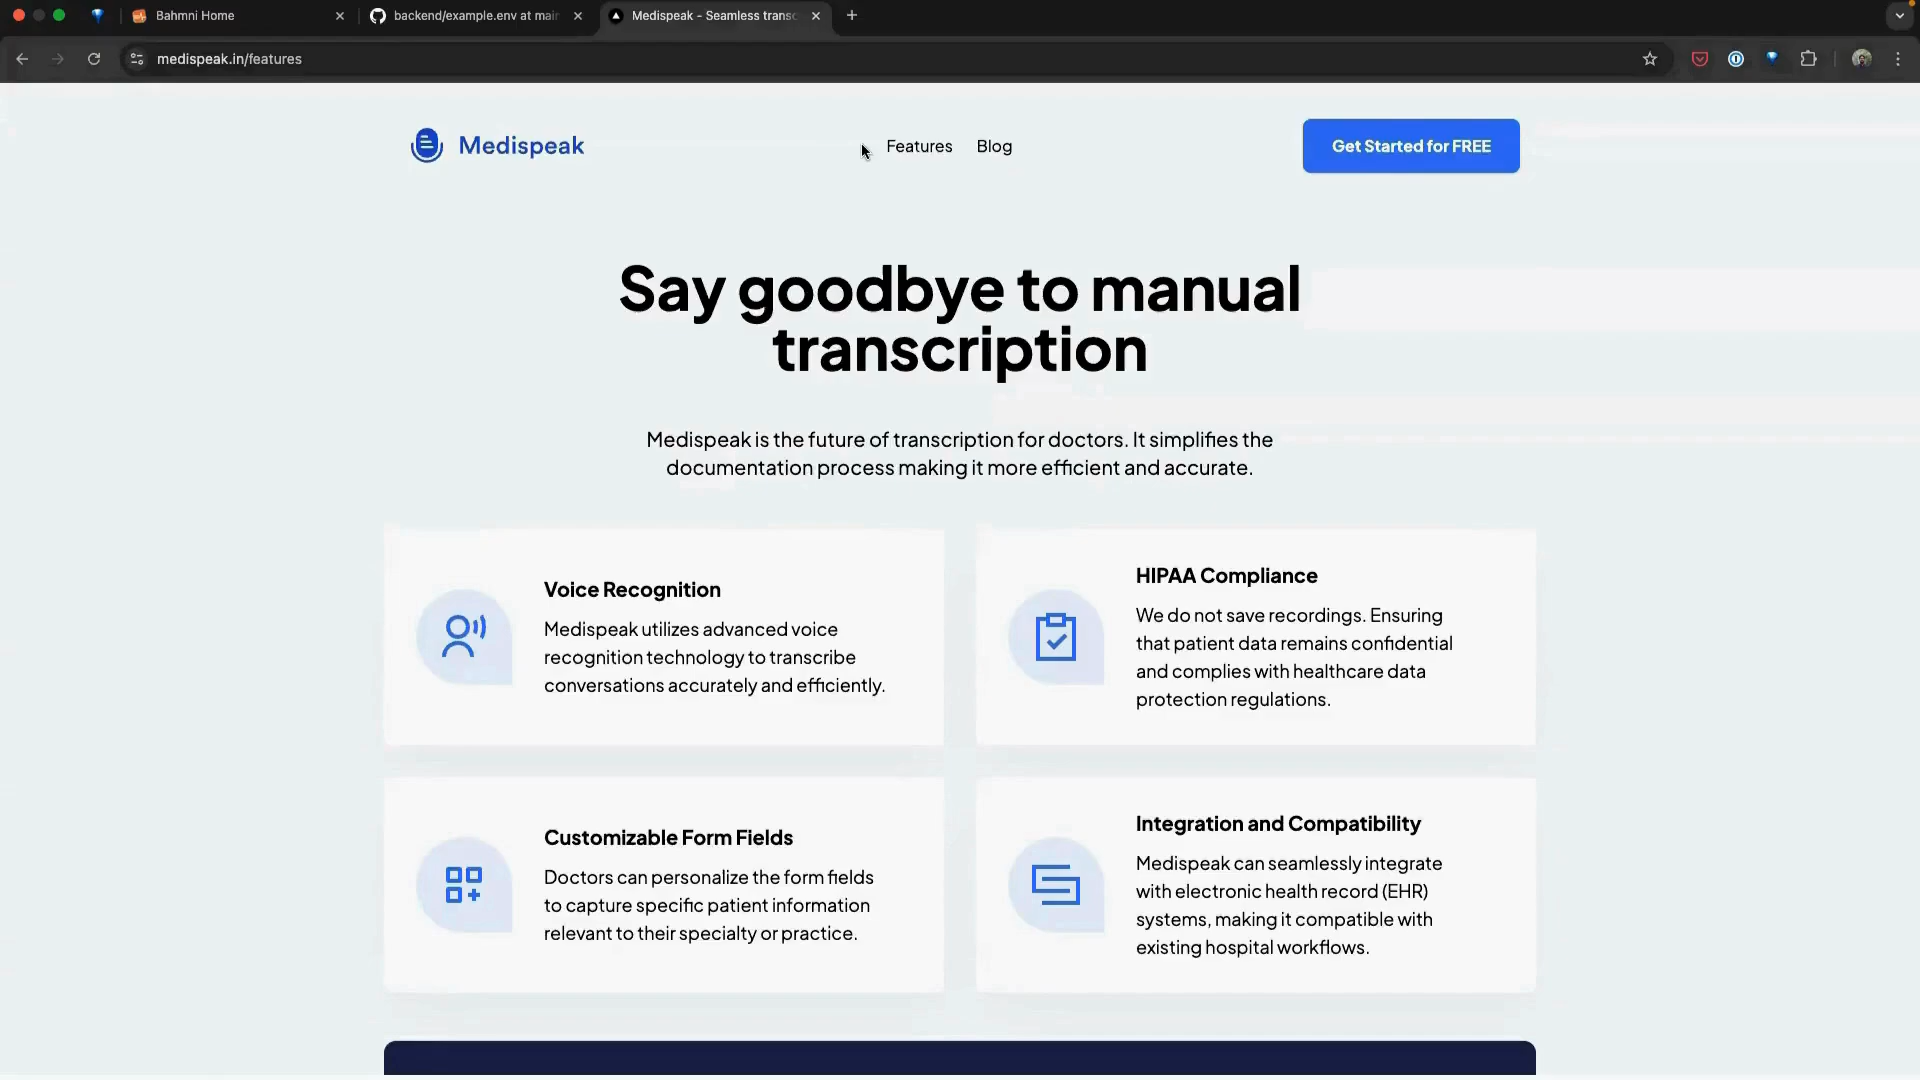 Bahmni Home
backend/example.env at main
Medispeak - Seamless transc
medispeak.in/features
Medispeak
Features
Blog
Get Started for FREE
Say goodbye to manual
transcription
Medispeak is the future of transcription for doctors. It simplifies the
documentation process making it more efficient and accurate.
Voice Recognition
Medispeak utilizes advanced voice
recognition technology to transcribe
conversations accurately and efficiently.
HIPAA Compliance
We do not save recordings. Ensuring
that patient data remains confidential
and complies with healthcare data
protection regulations.
Customizable Form Fields
Doctors can personalize the form fields
to capture specific patient information
relevant to their specialty or practice.
Integration and Compatibility
Medispeak can seamlessly integrate
with electronic health record (EHR)
systems, making it compatible with
existing hospital workflows.